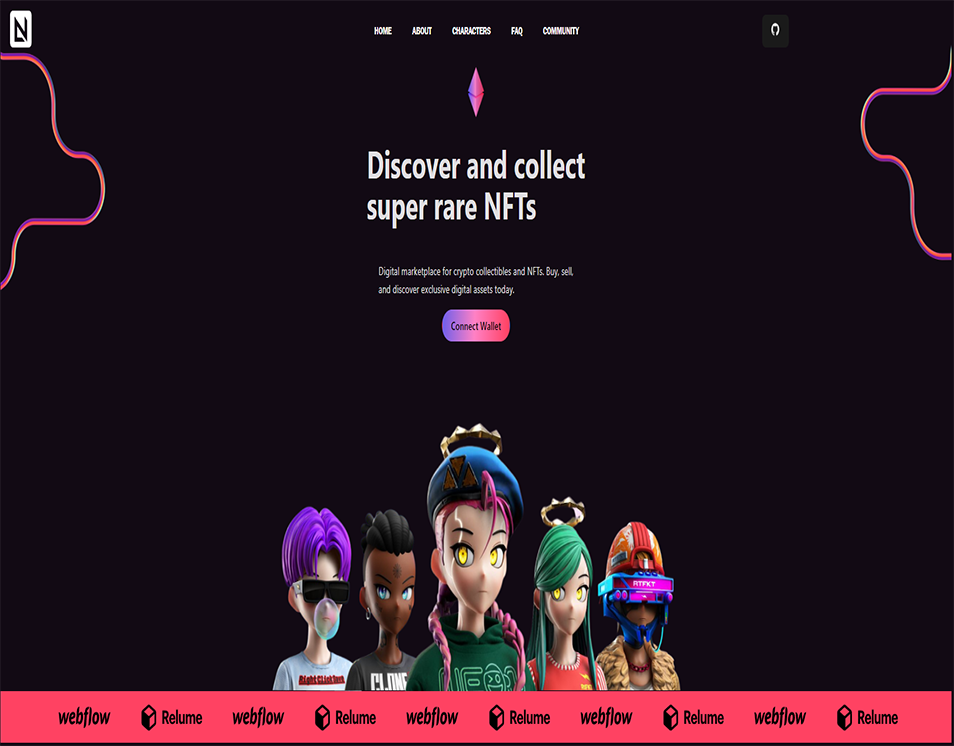 N
HOME ABOUT CHARACTERS FAQ COMMUNITY
Discover and collect
super rare NFTs
Digital marketplace for crypto collectibles and NFTs. Buy, sell,
and discover exclusive digital assets today.
Connect Wallet
RTFKT
CLONE
webflow Relume webflow Relume webflow Relume webflow Relume webflow Relume